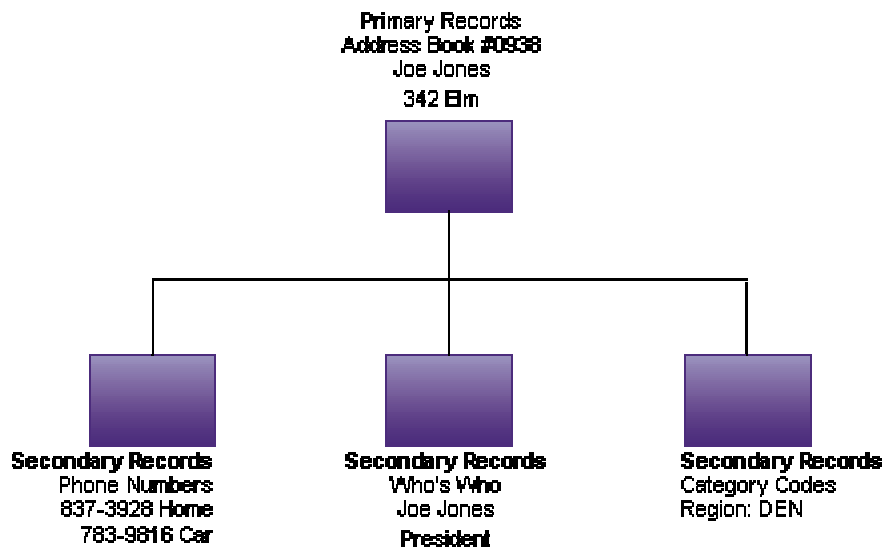 Primary Records
Address Book #0938
Joe Jones
342 Elm
Secondary Records
Phone Numbers
837-3928 Home
783-9816 Car
Secondary Records
Who's Who
Joe Jones
President
Secondary Records
Category Codes
Region: DEN